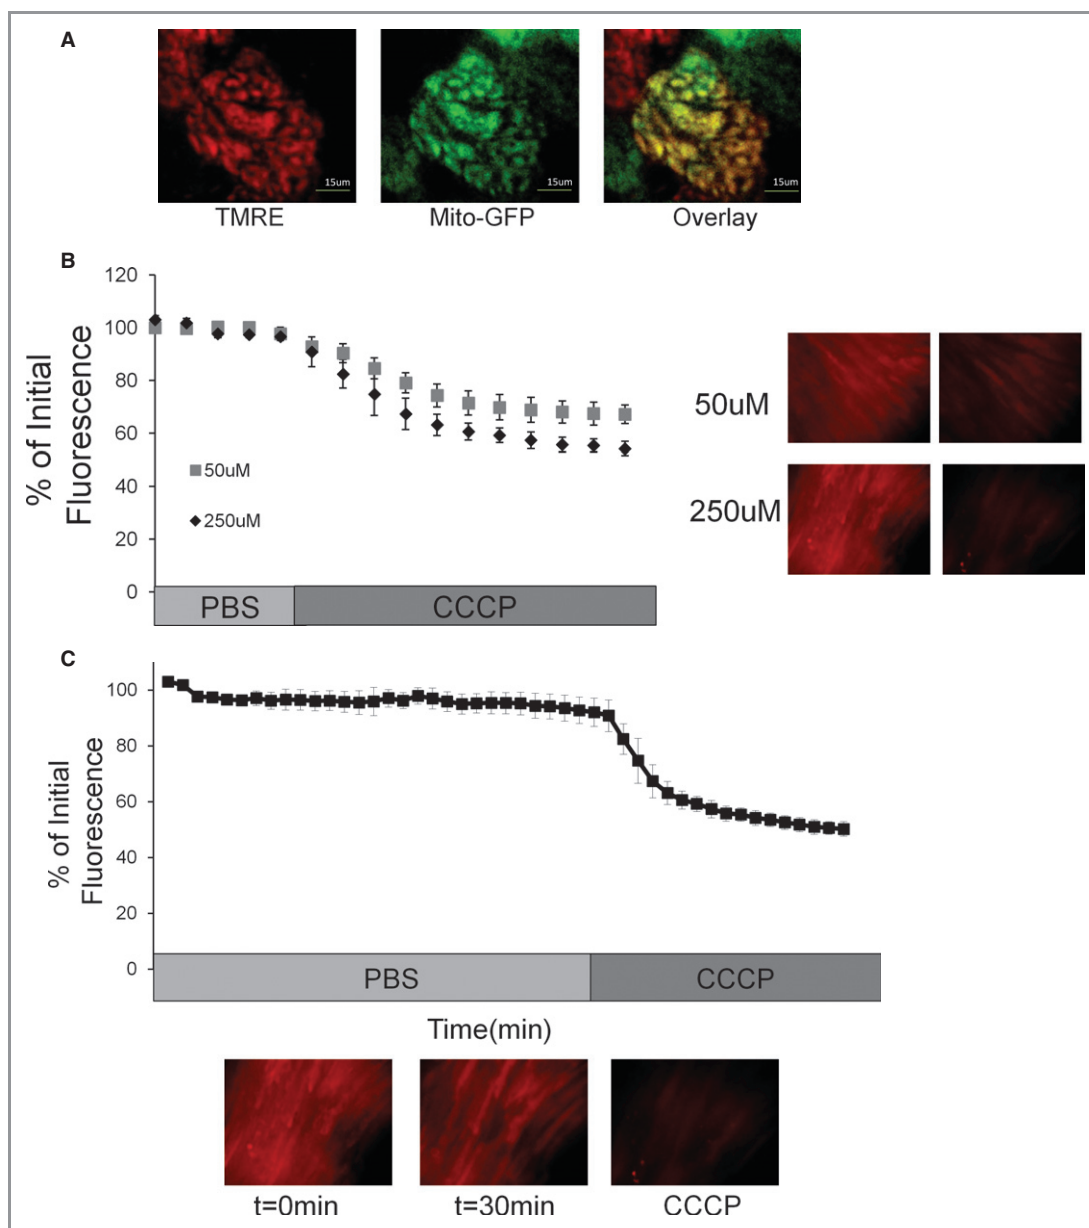 A
15um
15um
15um
TMRE
Mito-GFP
Overlay
B
120
100
80
60
40
20
0
% of Initial
Fluorescence
50uM
250uM
PBS
CCCP
50uM
250uM
C
100
80
60
40
20
0
% of Initial
Fluorescence
PBS
CCCP
Time(min)
t=0min
t=30min
CCCP